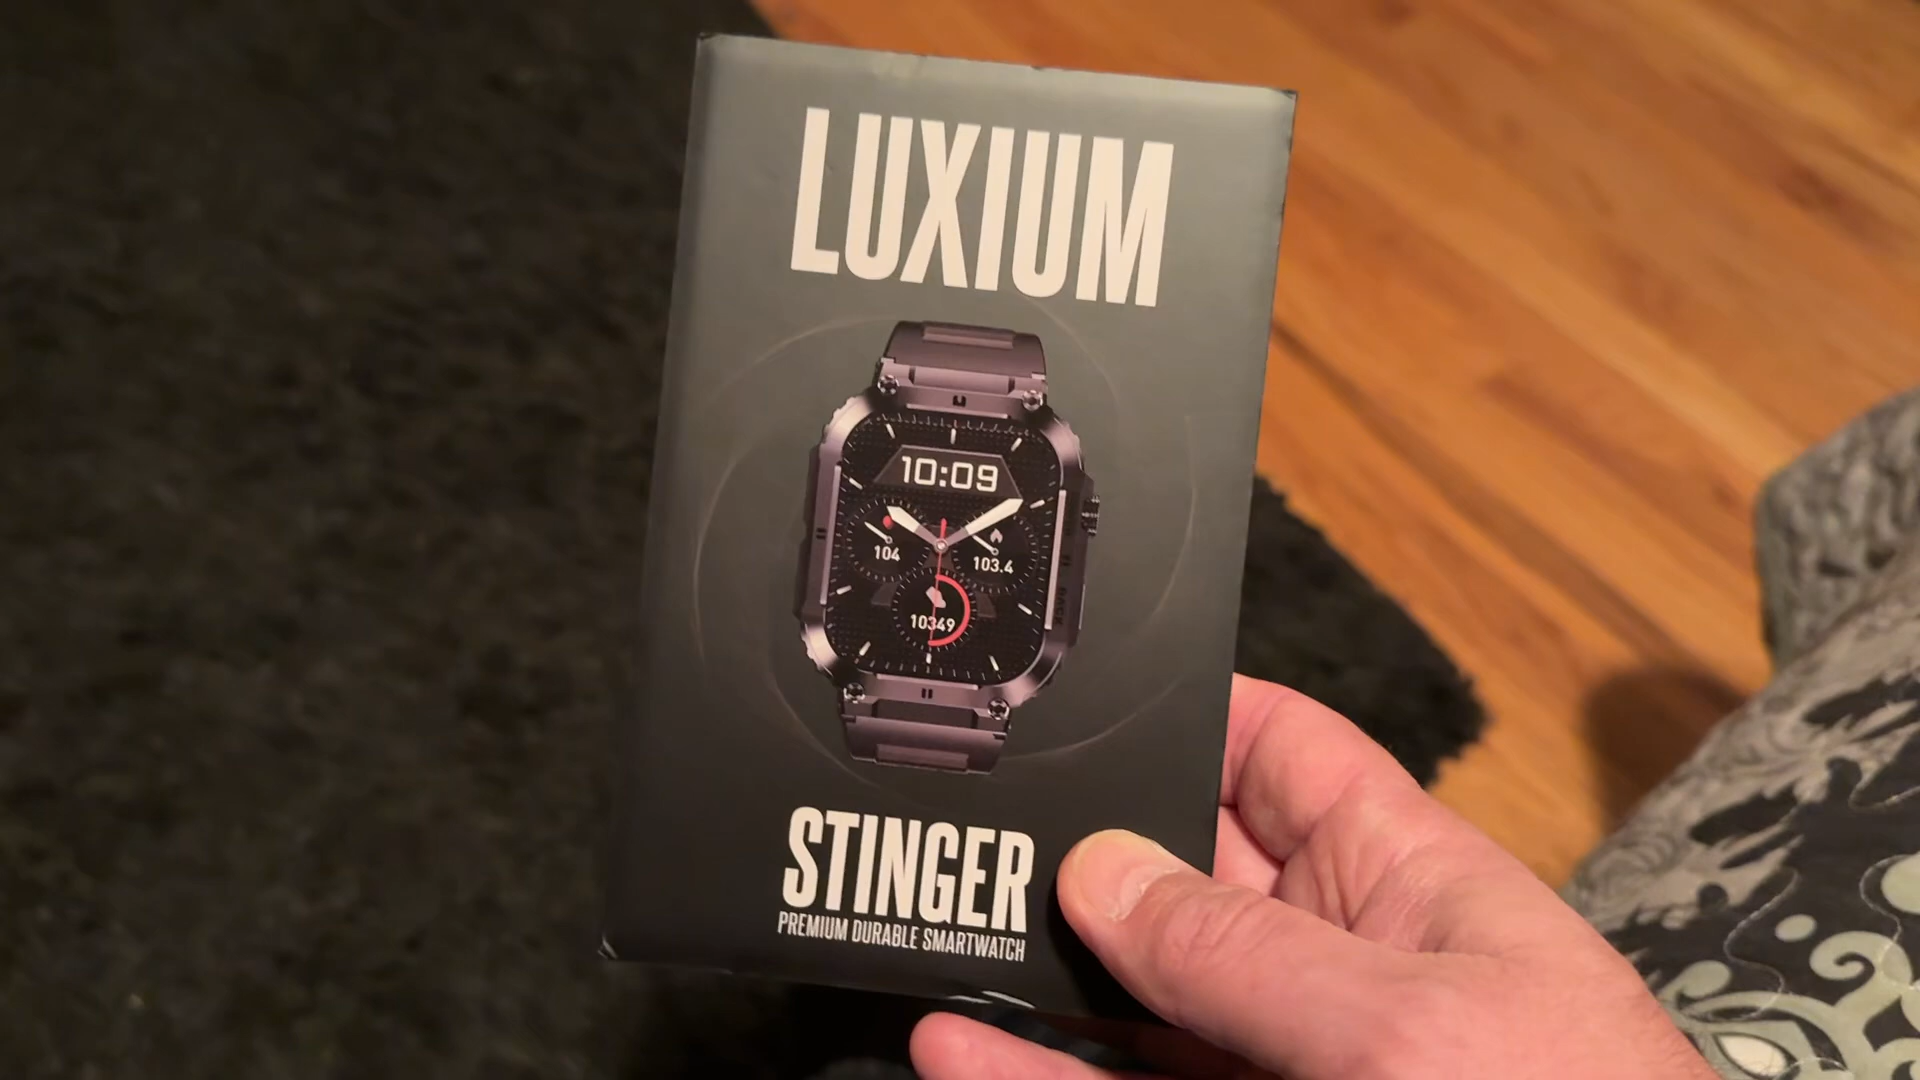 LUXIUM
10:09
104
103.4
10349
STINGER
PREMIUM DURABLE SMARTWATCH